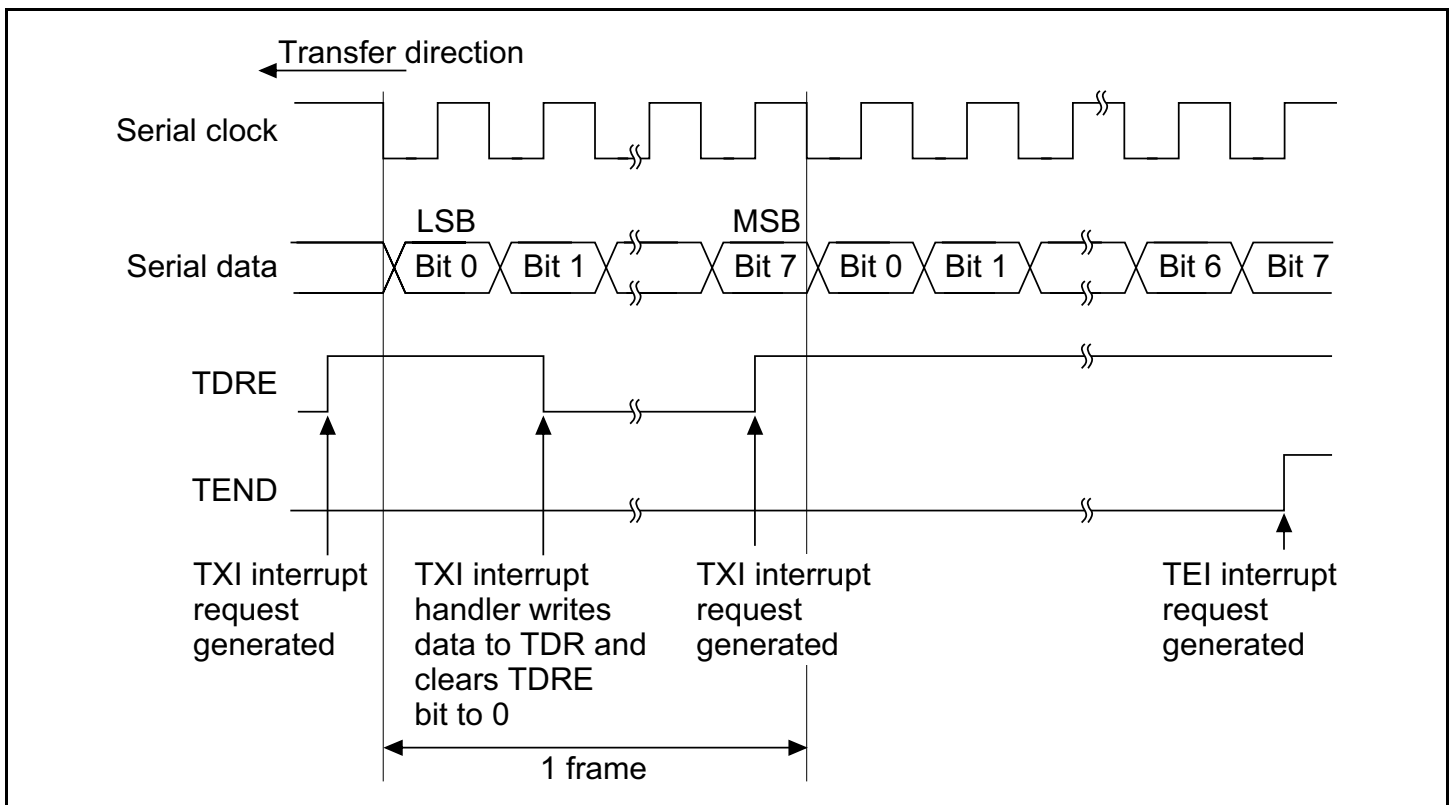 Transfer direction
Serial clock
LSB
MSB
Serial data
Bit 0
Bit 1
Bit 7
Bit 0
Bit 1
Bit 6
Bit 7
TDRE
TEND
TXI interrupt
request
generated
TXI interrupt
handler writes
data to TDR and
clears TDRE
bit to 0
TXI interrupt
request
generated
TEI interrupt
request
generated
1 frame